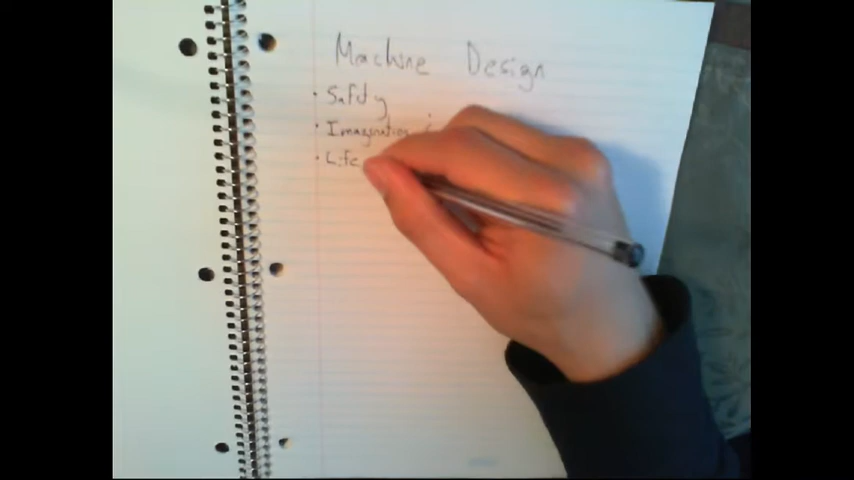 Machine Design
• Safety
• Imagination
• Life